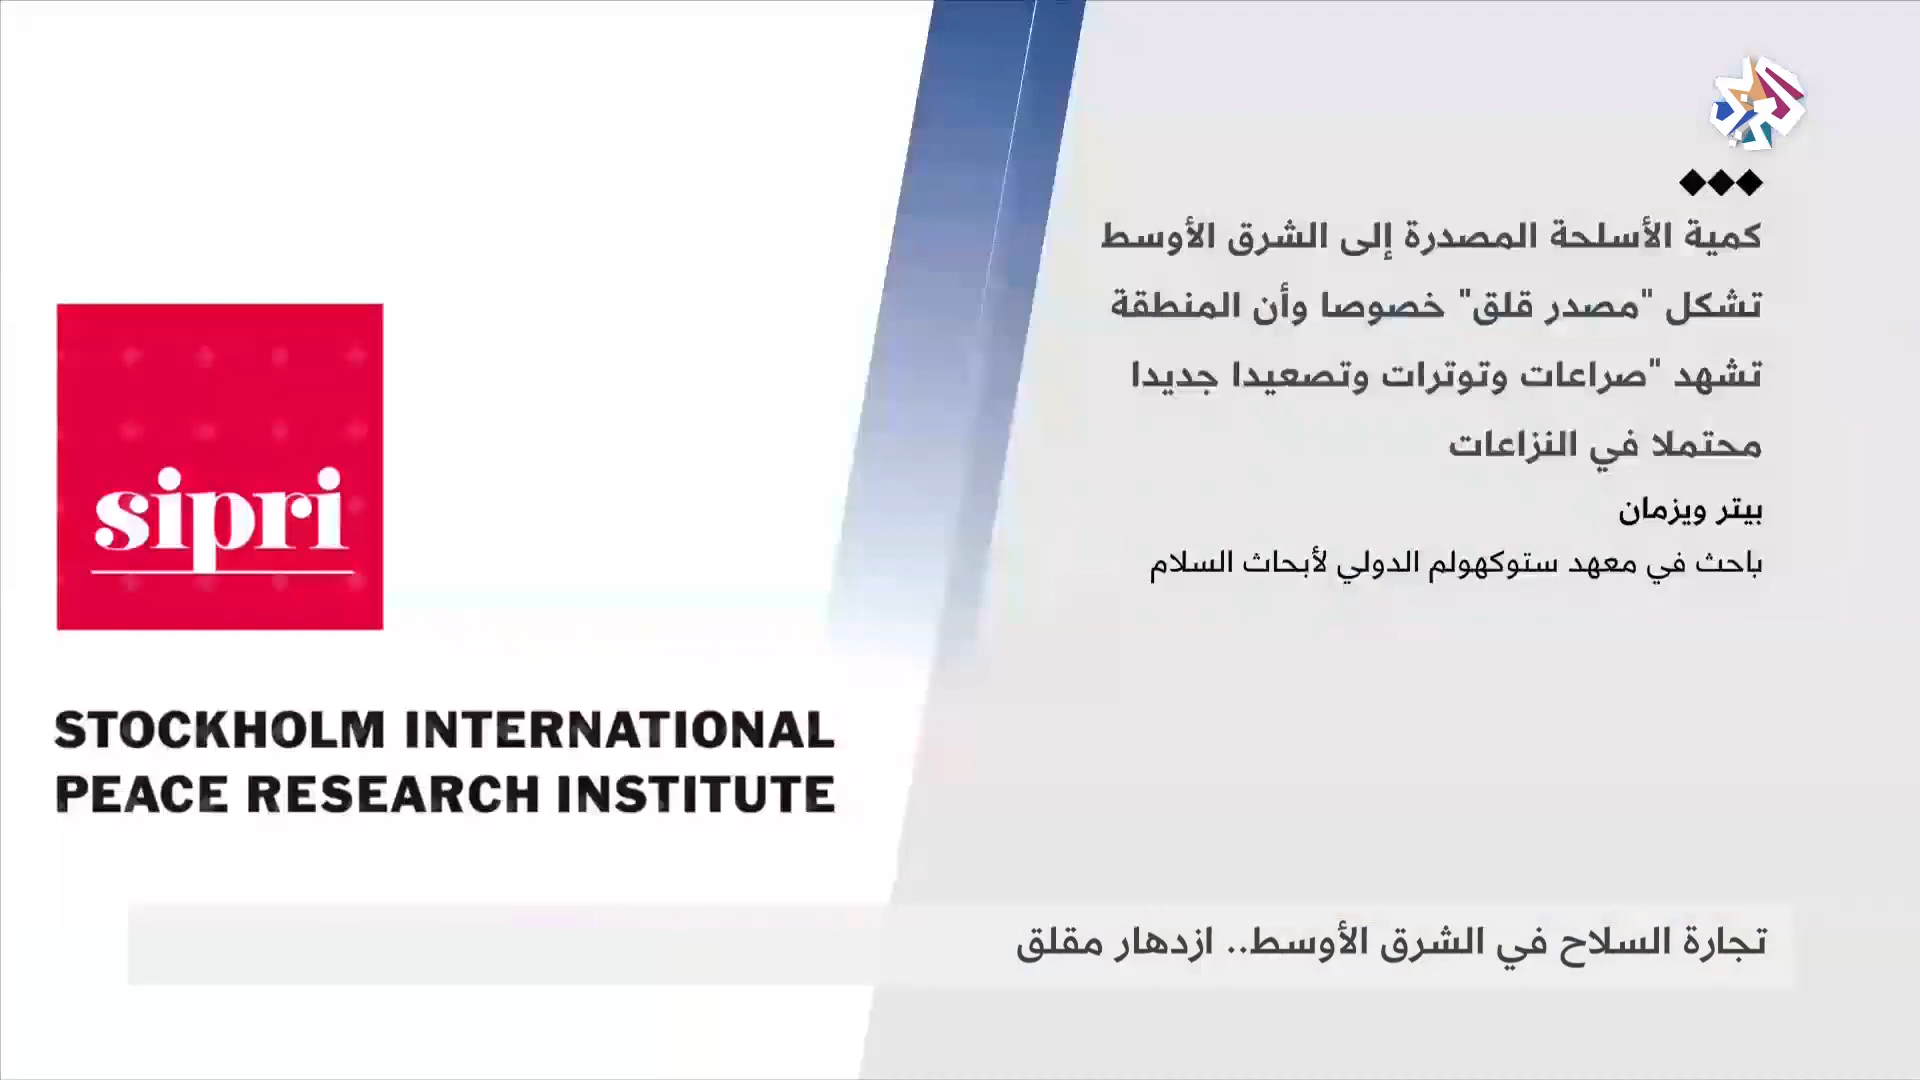 كمية الأسلحة المصدرة إلى الشرق الأوسط
تشكل "مصدر قلق" خصوصا وأن المنطقة
تشهد "صراعات وتوترات وتصعيدا جديدا
محتملا في النزاعات
بيتر ويزمان
باحث في معهد ستوكهولم الدولي لأبحاث السلام
sipri
STOCKHOLM INTERNATIONAL
PEACE RESEARCH INSTITUTE
تجارة السلاح في الشرق الأوسط.. ازدهار مقلق